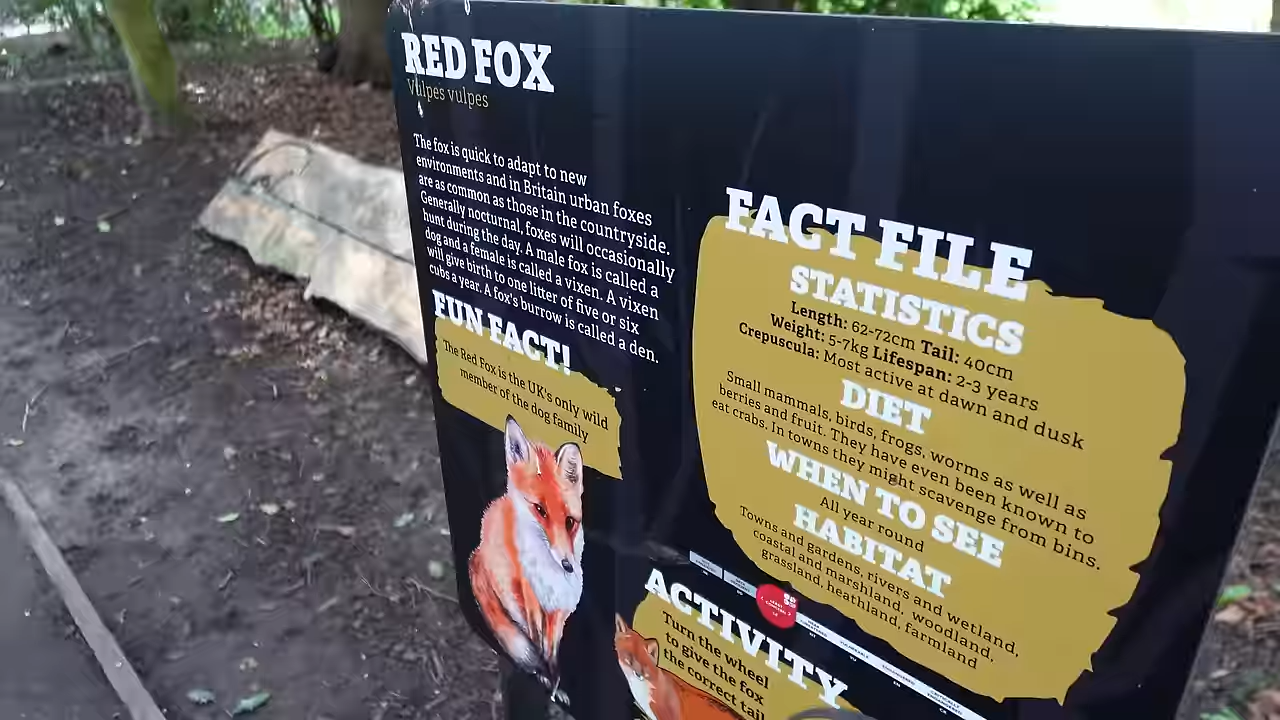 RED FOX
Vulpes vulpes
The fox is quick to adapt to new
environments and in Britain urban foxes
are as common as those in the countryside.
Generally nocturnal, foxes will occasionally
hunt during the day. A male fox is called a
dog and a female is called a vixen. A vixen
will give birth to one litter of five or six
cubs a year. A fox's burrow is called a den.
FUN FACT!
The Red Fox is the UK's only wild
member of the dog family
FACT FILE
STATISTICS
Length: 62-72cm Tail: 40cm
Weight: 5-7kg Lifespan: 2-3 years
Crepuscula: Most active at dawn and dusk
DIET
Small mammals, birds, frogs, worms as well as
berries and fruit. They have even been known to
eat crabs. In towns they might scavenge from bins.
WHEN TO SEE
All year round
HABITAT
Towns and gardens, rivers and wetland,
coastal and marshland, woodland,
grassland, heathland, farmland
ACTIVITY
Turn the wheel
to give the fox
the correct tail